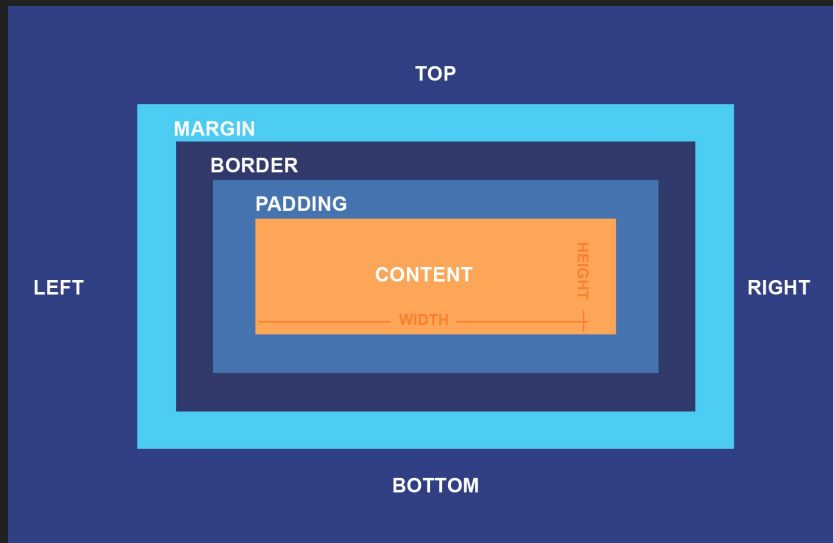 TOP
MARGIN
BORDER
PADDING
CONTENT
HEIGHT
WIDTH
LEFT
RIGHT
BOTTOM